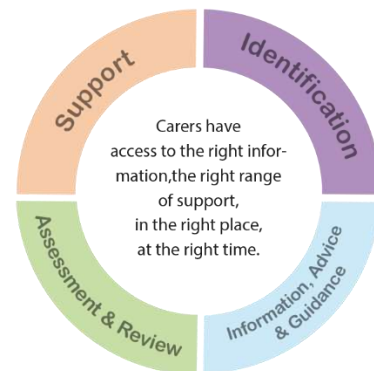 Support
Identification
Carers have
access to the right infor-
mation,the right range
of support,
in the right place,
at the right time.
Assessment & Review
Information, Advice
& Guidance